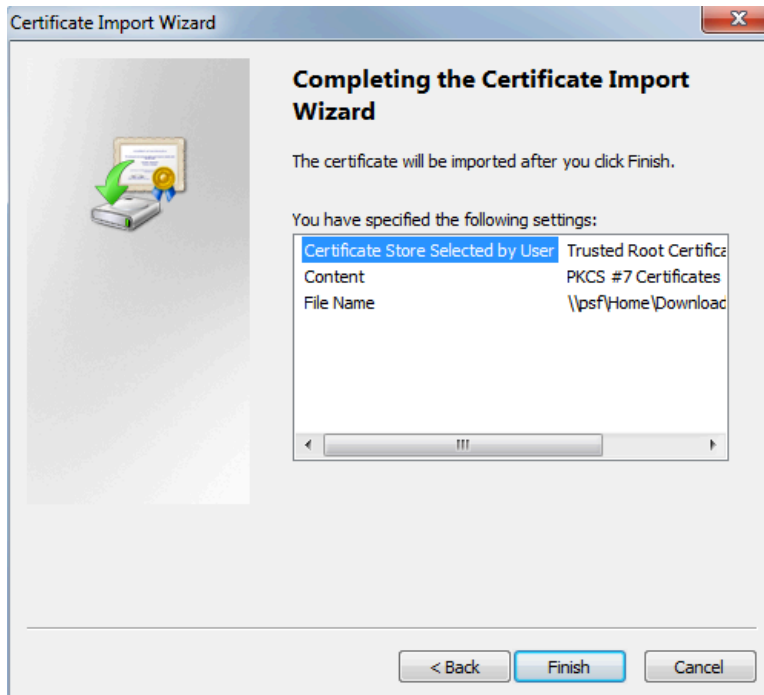 Certificate Import Wizard
Completing the Certificate Import
Wizard
The certificate will be imported after you click Finish.
You have specified the following settings:
Certificate Store Selected by User Trusted Root Certifica
Content PKCS #7 Certificates
File Name \\psf\Home\Download
< Back Finish Cancel